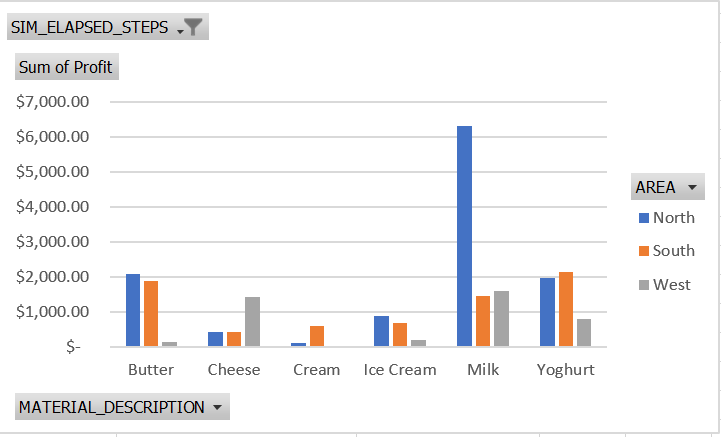 SIM_ELAPSED_STEPS
Sum of Profit
$7,000.00
$6,000.00
$5,000.00
$4,000.00
$3,000.00
$2,000.00
$1,000.00
$-
Butter Cheese Cream Ice Cream Milk Yoghurt
AREA
North
South
West
MATERIAL_DESCRIPTION